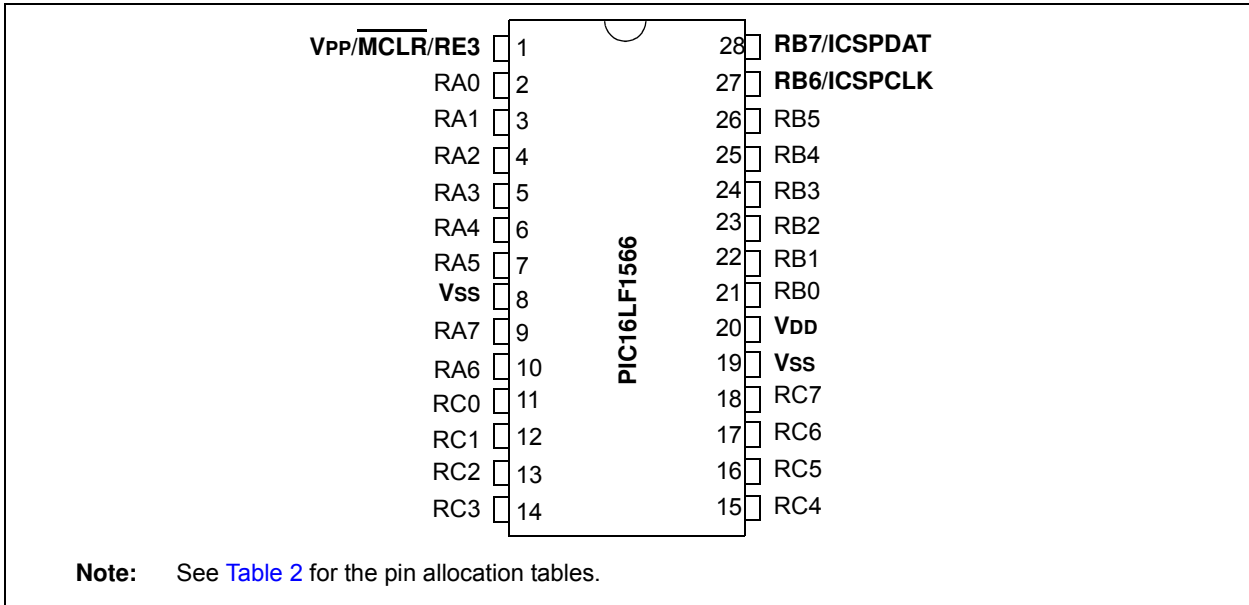 VPP/MCLR/RE3 1 28 RB7/ICSPDAT
RA0 2 27 RB6/ICSPCLK
RA1 3 26 RB5
RA2 4 25 RB4
RA3 5 24 RB3
RA4 6 23 RB2
RA5 7 22 RB1
VSS 8 21 RB0
RA7 9 20 VDD
RA6 10 19 VSS
RC0 11 18 RC7
RC1 12 17 RC6
RC2 13 16 RC5
RC3 14 15 RC4
PIC16LF1566
Note: See Table 2 for the pin allocation tables.